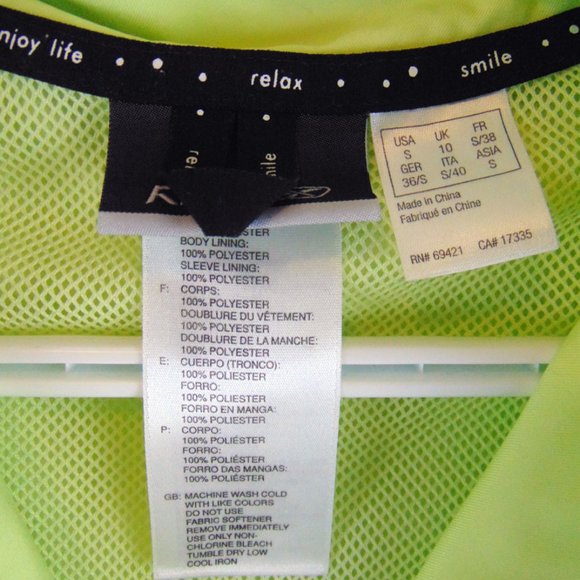 enjoy life
relax
smile
USA UK FR
S 10 S/38
GER ITA ASIA
36/S S/40 S
Made in China
Fabriqué en Chine
RN# 69421 CA# 17335
BODY LINING:
100% POLYESTER
SLEEVE LINING:
100% POLYESTER
F: CORPS:
100% POLYESTER
DOUBLURE DU VÊTEMENT:
100% POLYESTER
DOUBLURE DE LA MANCHE:
100% POLYESTER
E: CUERPO (TRONCO):
100% POLIESTER
FORRO:
100% POLIESTER
FORRO EN MANGA:
100% POLIESTER
P: CORPO:
100% POLIÉSTER
FORRO:
100% POLIÉSTER
FORRO DAS MANGAS:
100% POLIÉSTER
GB: MACHINE WASH COLD
WITH LIKE COLORS
DO NOT USE
FABRIC SOFTENER
REMOVE IMMEDIATELY
USE ONLY NON-
CHLORINE BLEACH
TUMBLE DRY LOW
COOL IRON